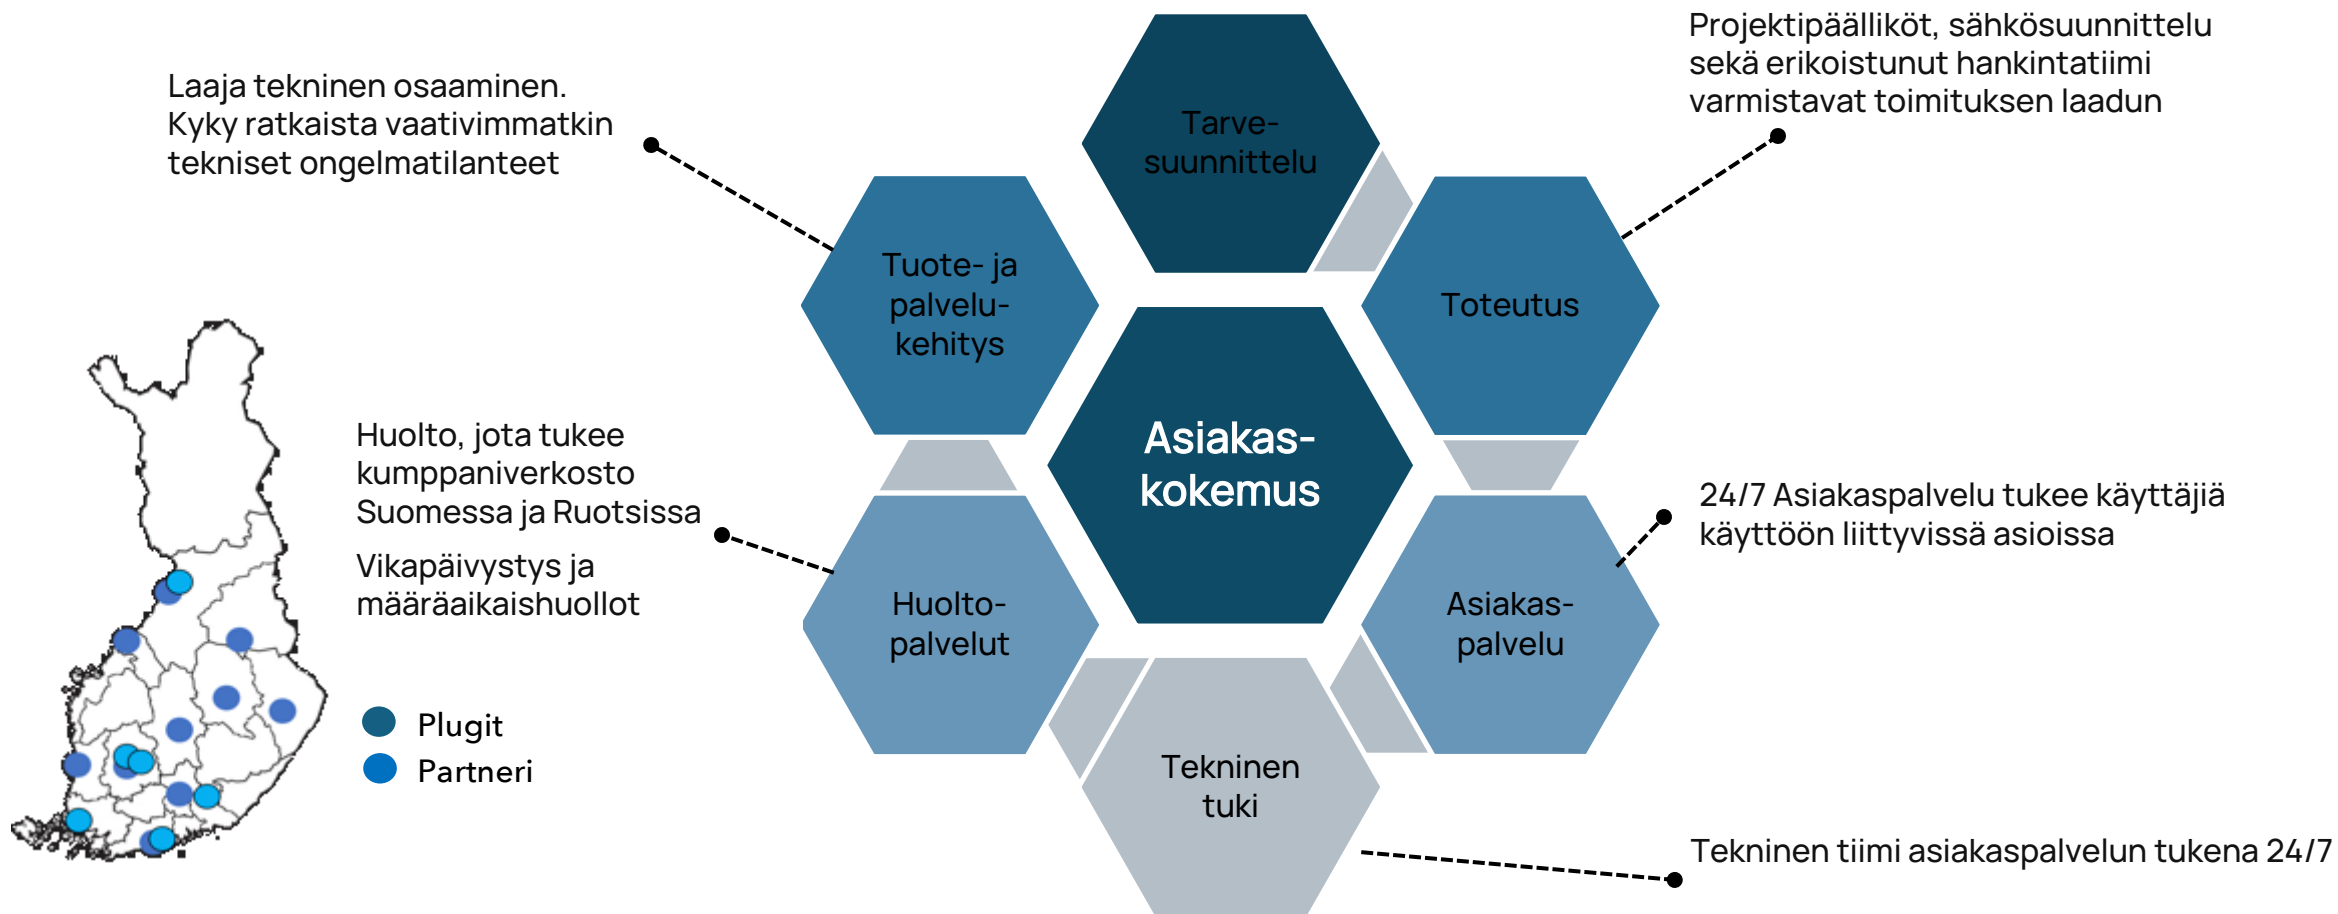 Laaja tekninen osaaminen.
Kyky ratkaista vaativimmatkin
tekniset ongelmatilanteet
Projektipäälliköt, sähkösuunnittelu
sekä erikoistunut hankintatiimi
varmistavat toimituksen laadun
Tarve-
suunnittelu
Tuote- ja
palvelu-
kehitys
Toteutus
Asiakas-
kokemus
Huolto, jota tukee
kumppaniverkosto
Suomessa ja Ruotsissa
Vikapäivystys ja
määräaikaishuollot
24/7 Asiakaspalvelu tukee käyttäjiä
käyttöön liittyvissä asioissa
Huolto-
palvelut
Asiakas-
palvelu
Plugit
Partneri
Tekninen
tuki
Tekninen tiimi asiakaspalvelun tukena 24/7